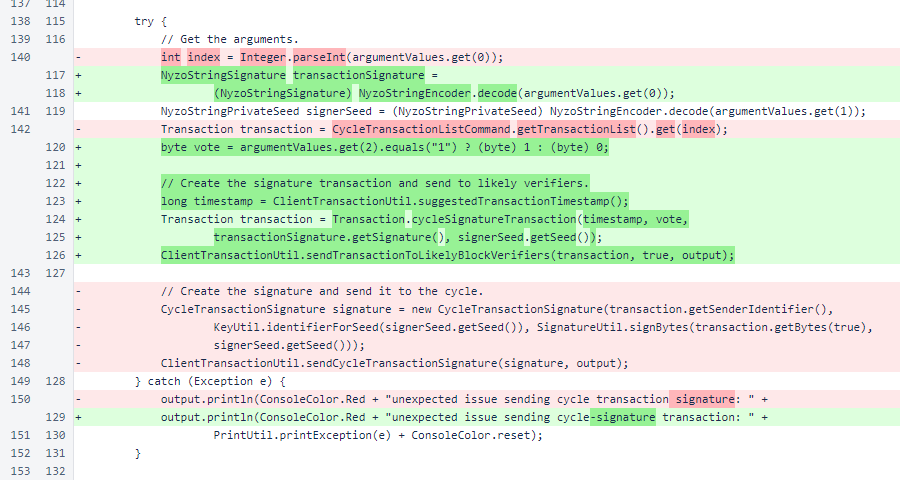 137 114
138 115 try {
139 116 // Get the arguments.
140 - int index = Integer.parseInt(argumentValues.get(0));
117 + NyzoStringSignature transactionSignature =
118 + (NyzoStringSignature) NyzoStringEncoder.decode(argumentValues.get(0));
141 119 NyzoStringPrivateSeed signerSeed = (NyzoStringPrivateSeed) NyzoStringEncoder.decode(argumentValues.get(1));
142 - Transaction transaction = CycleTransactionListCommand.getTransactionList().get(index);
120 + byte vote = argumentValues.get(2).equals("1") ? (byte) 1 : (byte) 0;
121 +
122 + // Create the signature transaction and send to likely verifiers.
123 + long timestamp = ClientTransactionUtil.suggestedTransactionTimestamp();
124 + Transaction transaction = Transaction.cycleSignatureTransaction(timestamp, vote,
125 + transactionSignature.getSignature(), signerSeed.getSeed());
126 + ClientTransactionUtil.sendTransactionToLikelyBlockVerifiers(transaction, true, output);
143 127
144 - // Create the signature and send it to the cycle.
145 - CycleTransactionSignature signature = new CycleTransactionSignature(transaction.getSenderIdentifier(),
146 - KeyUtil.identifierForSeed(signerSeed.getSeed()), SignatureUtil.signBytes(transaction.getBytes(true),
147 - signerSeed.getSeed()));
148 - ClientTransactionUtil.sendCycleTransactionSignature(signature, output);
149 128 } catch (Exception e) {
150 - output.println(ConsoleColor.Red + "unexpected issue sending cycle transaction signature: " +
129 + output.println(ConsoleColor.Red + "unexpected issue sending cycle-signature transaction: " +
151 130 PrintUtil.printException(e) + ConsoleColor.reset);
152 131 }
153 132